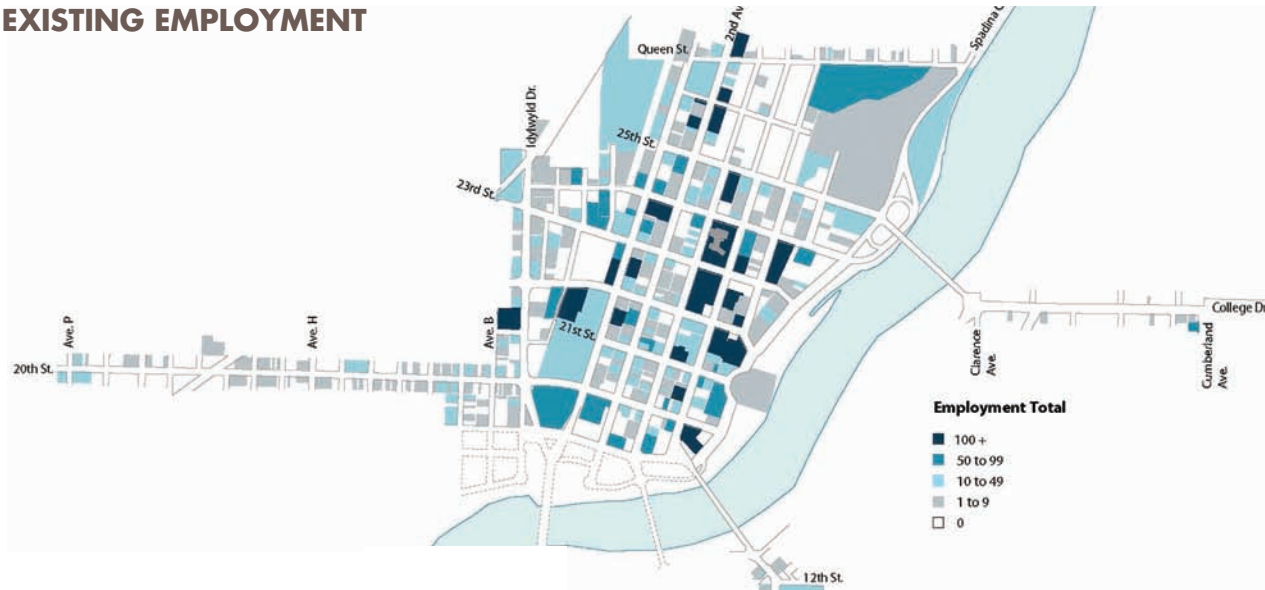 EXISTING EMPLOYMENT
Queen St.
2nd Av
Spadina C
Idylwyld Dr.
25th St.
23rd St.
21st St.
Ave. P
Ave. H
Ave. B
20th St.
College Dr
Clarence
Ave.
Cumberland
Ave.
12th St.
Employment Total
100 +
50 to 99
10 to 49
1 to 9
0